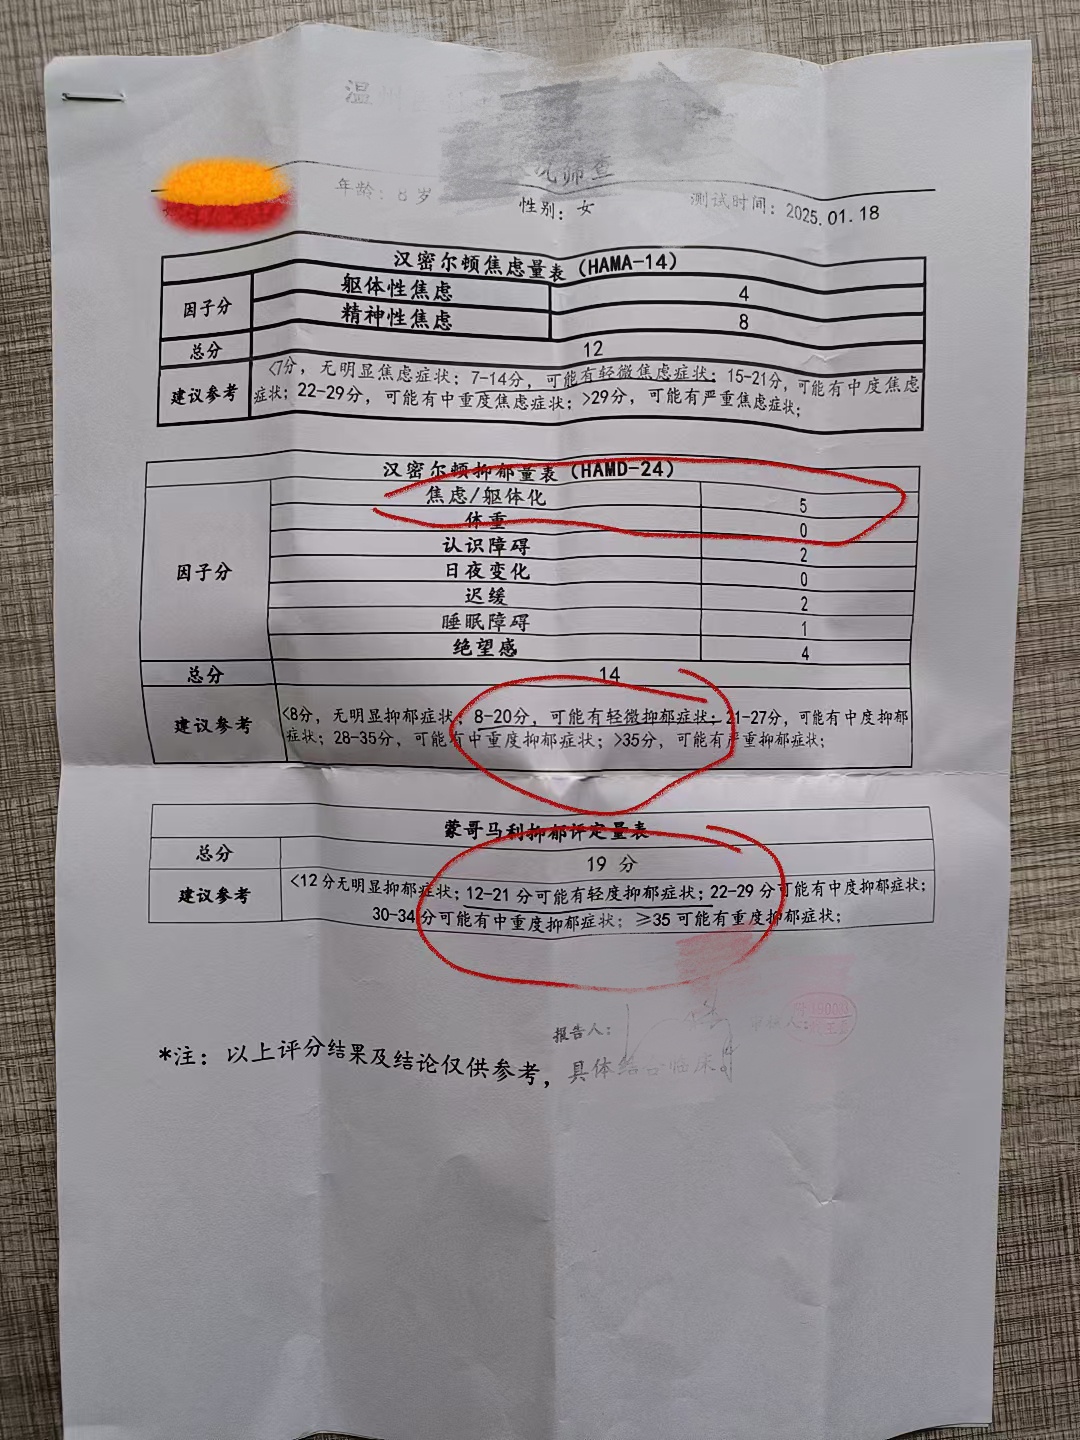 温
况筛查
年龄：8岁 性别：女 测试时间：2025.01.18
汉密尔顿焦虑量表（HAMA-14）
因子分
躯体性焦虑 4
精神性焦虑 8
总分 12
建议参考
<7分，无明显焦虑症状；7-14分，可能有轻微焦虑症状；15-21分，可能有中度焦虑
症状；22-29分，可能有中重度焦虑症状；>29分，可能有严重焦虑症状；
汉密尔顿抑郁量表（HAMD-24）
因子分
焦虑/躯体化 5
体重 0
认识障碍 2
日夜变化 0
迟缓 2
睡眠障碍 1
绝望感 4
总分 14
建议参考
<8分，无明显抑郁症状；8-20分，可能有轻微抑郁症状；21-27分，可能有中度抑郁
症状；28-35分，可能有中重度抑郁症状；>35分，可能有严重抑郁症状；
蒙哥马利抑郁评定量表
总分 19 分
建议参考
<12分无明显抑郁症状；12-21分可能有轻度抑郁症状；22-29分可能有中度抑郁症状；
30-34分可能有中重度抑郁症状；≥35可能有重度抑郁症状；
报告人：
*注：以上评分结果及结论仅供参考，具体结合临床